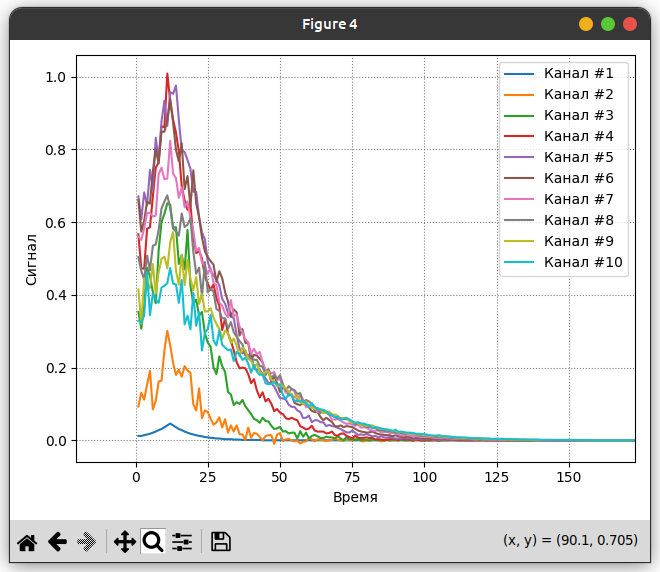 Figure 4
1.0
0.8
0.6
0.4
0.2
0.0
Сигнал
0
25
50
75
100
125
150
Время
Канал #1
Канал #2
Канал #3
Канал #4
Канал #5
Канал #6
Канал #7
Канал #8
Канал #9
Канал #10
(x, y) = (90.1, 0.705)